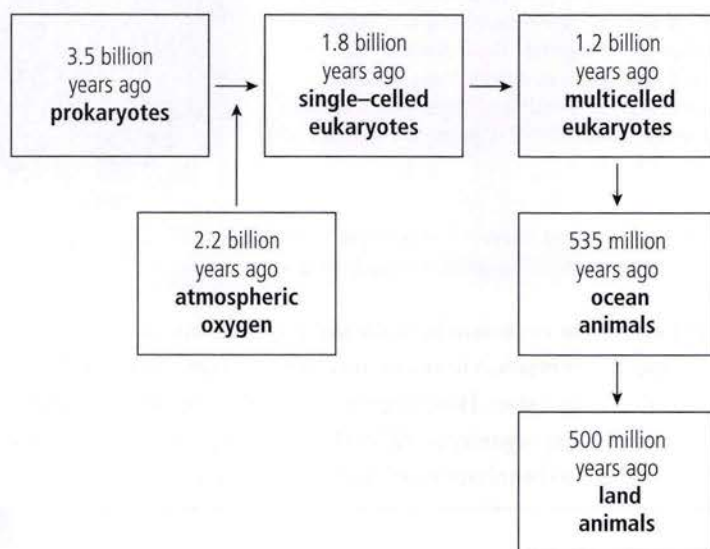 3.5 billion
years ago
prokaryotes
1.8 billion
years ago
single–celled
eukaryotes
1.2 billion
years ago
multicelled
eukaryotes
2.2 billion
years ago
atmospheric
oxygen
535 million
years ago
ocean
animals
500 million
years ago
land
animals